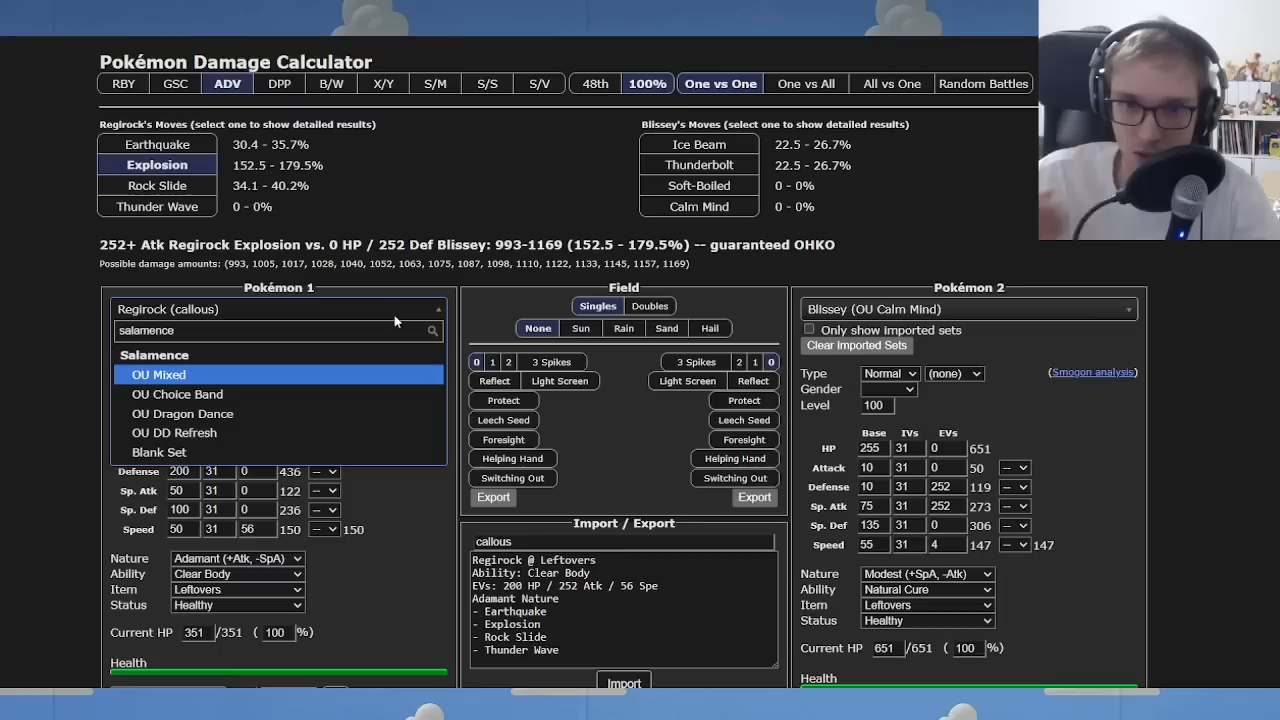 Pokémon Damage Calculator
RBY GSC ADV DPP B/W X/Y S/M S/S S/V 48th 100% One vs One One vs All All vs One Random Battles
Regirock's Moves (select one to show detailed results)
Earthquake 30.4 - 35.7%
Explosion 152.5 - 179.5%
Rock Slide 34.1 - 40.2%
Thunder Wave 0 - 0%
Blissey's Moves (select one to show detailed results)
Ice Beam 22.5 - 26.7%
Thunderbolt 22.5 - 26.7%
Soft-Boiled 0 - 0%
Calm Mind 0 - 0%
252+ Atk Regirock Explosion vs. 0 HP / 252 Def Blissey: 993-1169 (152.5 - 179.5%) -- guaranteed OHKO
Possible damage amounts: (993, 1005, 1017, 1028, 1040, 1052, 1063, 1075, 1087, 1098, 1110, 1122, 1133, 1145, 1157, 1169)
Pokémon 1
Regirock (callous)
salamence
Salamence
OU Mixed
OU Choice Band
OU Dragon Dance
OU DD Refresh
Blank Set
Defense 200 31 0 436 --
Sp. Atk 50 31 0 122 --
Sp. Def 100 31 0 236 --
Speed 50 31 56 150 -- 150
Nature Adamant (+Atk, -SpA)
Ability Clear Body
Item Leftovers
Status Healthy
Current HP 351 /351 ( 100 %)
Health
Field
Singles Doubles
None Sun Rain Sand Hail
0 1 2 3 Spikes 3 Spikes 2 1 0
Reflect Light Screen Light Screen Reflect
Protect Protect
Leech Seed Leech Seed
Foresight Foresight
Helping Hand Helping Hand
Switching Out Switching Out
Export Export
Import / Export
callous
Regirock @ Leftovers
Ability: Clear Body
EVs: 200 HP / 252 Atk / 56 Spe
Adamant Nature
- Earthquake
- Explosion
- Rock Slide
- Thunder Wave
Import
Pokémon 2
Blissey (OU Calm Mind)
Only show imported sets
Clear Imported Sets
Type Normal (none) (Smogon analysis)
Gender
Level 100
Base IVs EVs
HP 255 31 0 651
Attack 10 31 0 50 --
Defense 10 31 252 119 --
Sp. Atk 75 31 252 273 --
Sp. Def 135 31 0 306 --
Speed 55 31 4 147 -- 147
Nature Modest (+SpA, -Atk)
Ability Natural Cure
Item Leftovers
Status Healthy
Current HP 651 /651 ( 100 %)
Health